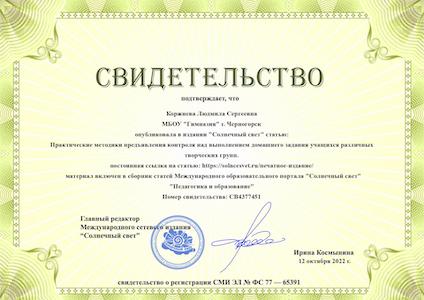 СВИДЕТЕЛЬСТВО
подтверждает, что
Коржнева Людмила Сергеевна
МБОУ "Гимназия" г. Черногорск
опубликовала в издании "Солнечный свет" статью:
Практические методики предъявления контроля над выполнением домашнего задания учащихся различных
творческих групп.
постоянная ссылка на статью: https://solncesvet.ru/печатное-издание/
материал включен в сборник статей Международного образовательного портала "Солнечный свет"
"Педагогика и образование"
Номер свидетельства: СВ4377451
Главный редактор
Международного сетевого издания
"Солнечный свет"
Ирина Космынина
12 октября 2022 г.
свидетельство о регистрации СМИ ЭЛ № ФС 77 — 65391